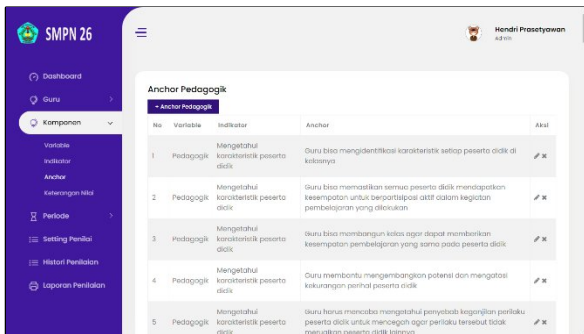 SMPN 26
Hendri Prasetyawan
Admin
Dashboard
Guru
Komponen
Variable
Indikator
Anchor
Keterangan Nilai
Periode
Setting Penilai
Histori Penilaian
Laporan Penilaian
Anchor Pedagogik
+ Anchor Pedagogik
No Variable Indikator Anchor Aksi
1 Pedagogik Mengetahui karakteristik peserta didik Guru bisa mengidentifikasi karakteristik setiap peserta didik di
kelasnya
2 Pedagogik Mengetahui karakteristik peserta didik Guru bisa memastikan semua peserta didik mendapatkan
kesempatan untuk berpartisipasi aktif dalam kegiatan
pembelajaran yang dilakukan
3 Pedagogik Mengetahui karakteristik peserta didik Guru bisa membangun kelas agar dapat memberikan
kesempatan pembelajaran yang sama pada peserta didik
4 Pedagogik Mengetahui karakteristik peserta didik Guru membantu mengembangkan potensi dan mengatasi
kekurangan perihal peserta didik
5 Pedagogik Mengetahui karakteristik peserta didik Guru harus mencoba mengetahui penyebab keganjilan perilaku
peserta didik untuk mencegah agar perilaku tersebut tidak
merugikan peserta didik lainnya